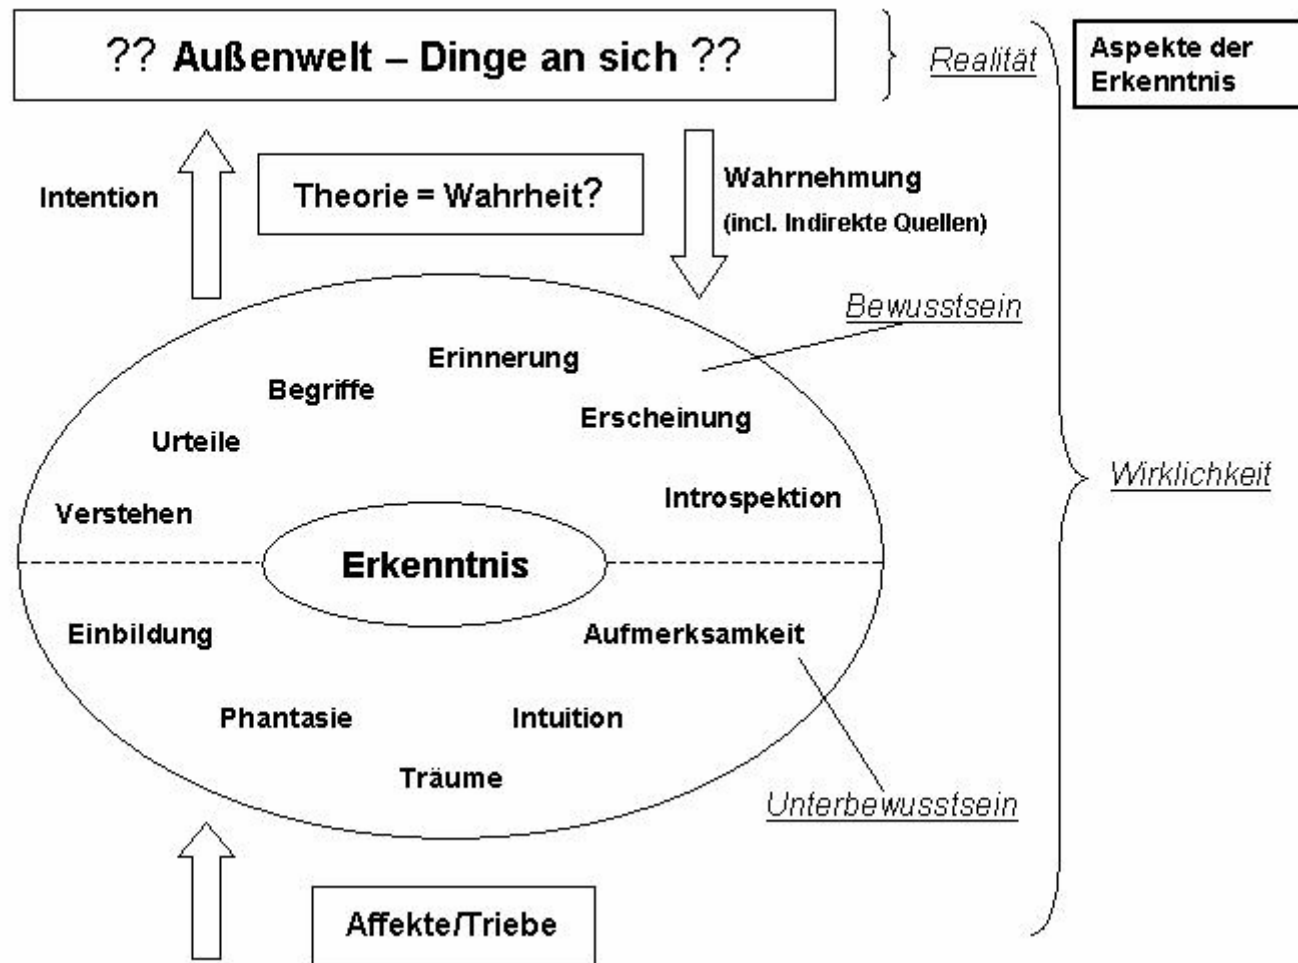 ?? Außenwelt – Dinge an sich ??
Realität
Aspekte der
Erkenntnis
Intention
Theorie = Wahrheit?
Wahrnehmung
(incl. Indirekte Quellen)
Bewusstsein
Erinnerung
Begriffe
Erscheinung
Urteile
Wirklichkeit
Introspektion
Verstehen
Erkenntnis
Einbildung
Aufmerksamkeit
Phantasie
Intuition
Träume
Unterbewusstsein
Affekte/Triebe